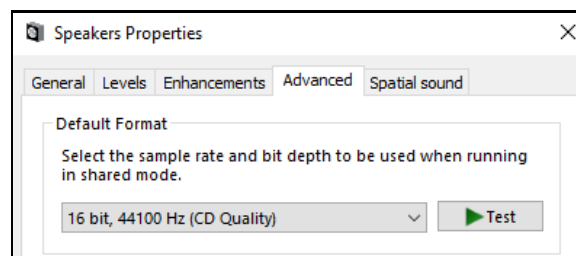 Speakers Properties
General Levels Enhancements Advanced Spatial sound
Default Format
Select the sample rate and bit depth to be used when running
in shared mode.
16 bit, 44100 Hz (CD Quality) Test